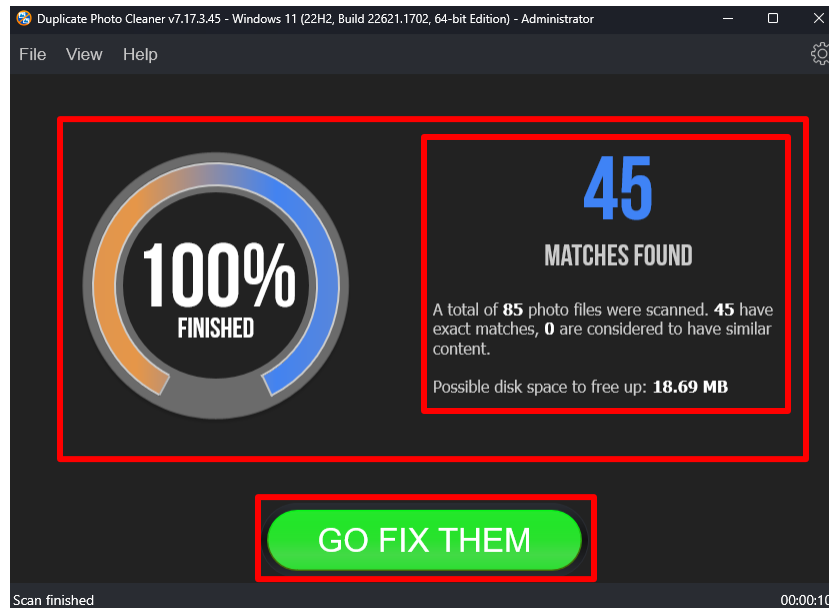 Duplicate Photo Cleaner v7.17.3.45 - Windows 11 (22H2, Build 22621.1702, 64-bit Edition) - Administrator
File View Help
100%
FINISHED
45
MATCHES FOUND
A total of 85 photo files were scanned. 45 have
exact matches, 0 are considered to have similar
content.
Possible disk space to free up: 18.69 MB
GO FIX THEM
Scan finished
00:00:10